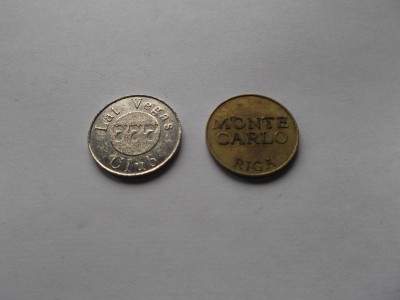 Las Vegas
777
Club
MONTE
CARLO
RIGA